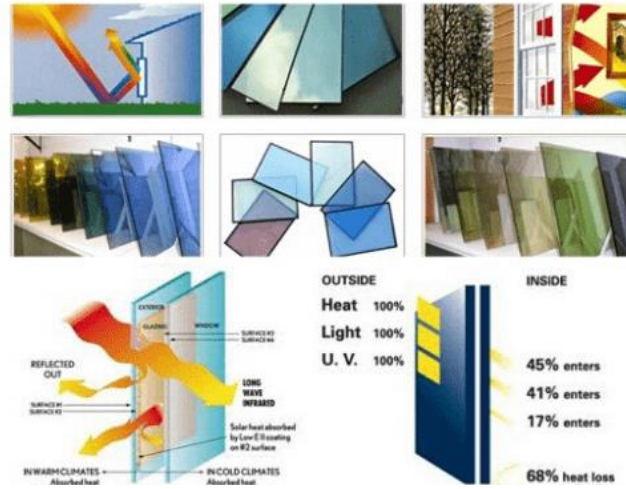 EXTERIOR
GLAZING
WINDOW
SURFACE #3
SURFACE #4
REFLECTED
OUT
LONG
WAVE
INFRARED
SURFACE #1
SURFACE #2
Solar heat absorbed
by Low E II coating
on #2 surface
IN WARM CLIMATES
Absorbed heat
IN COLD CLIMATES
Absorbed heat
OUTSIDE
INSIDE
Heat 100%
Light 100%
U. V. 100%
45% enters
41% enters
17% enters
68% heat loss